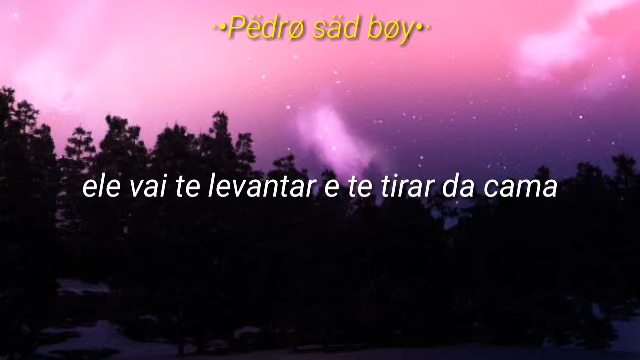 ·•Pëdrø säd bøy•·
ele vai te levantar e te tirar da cama